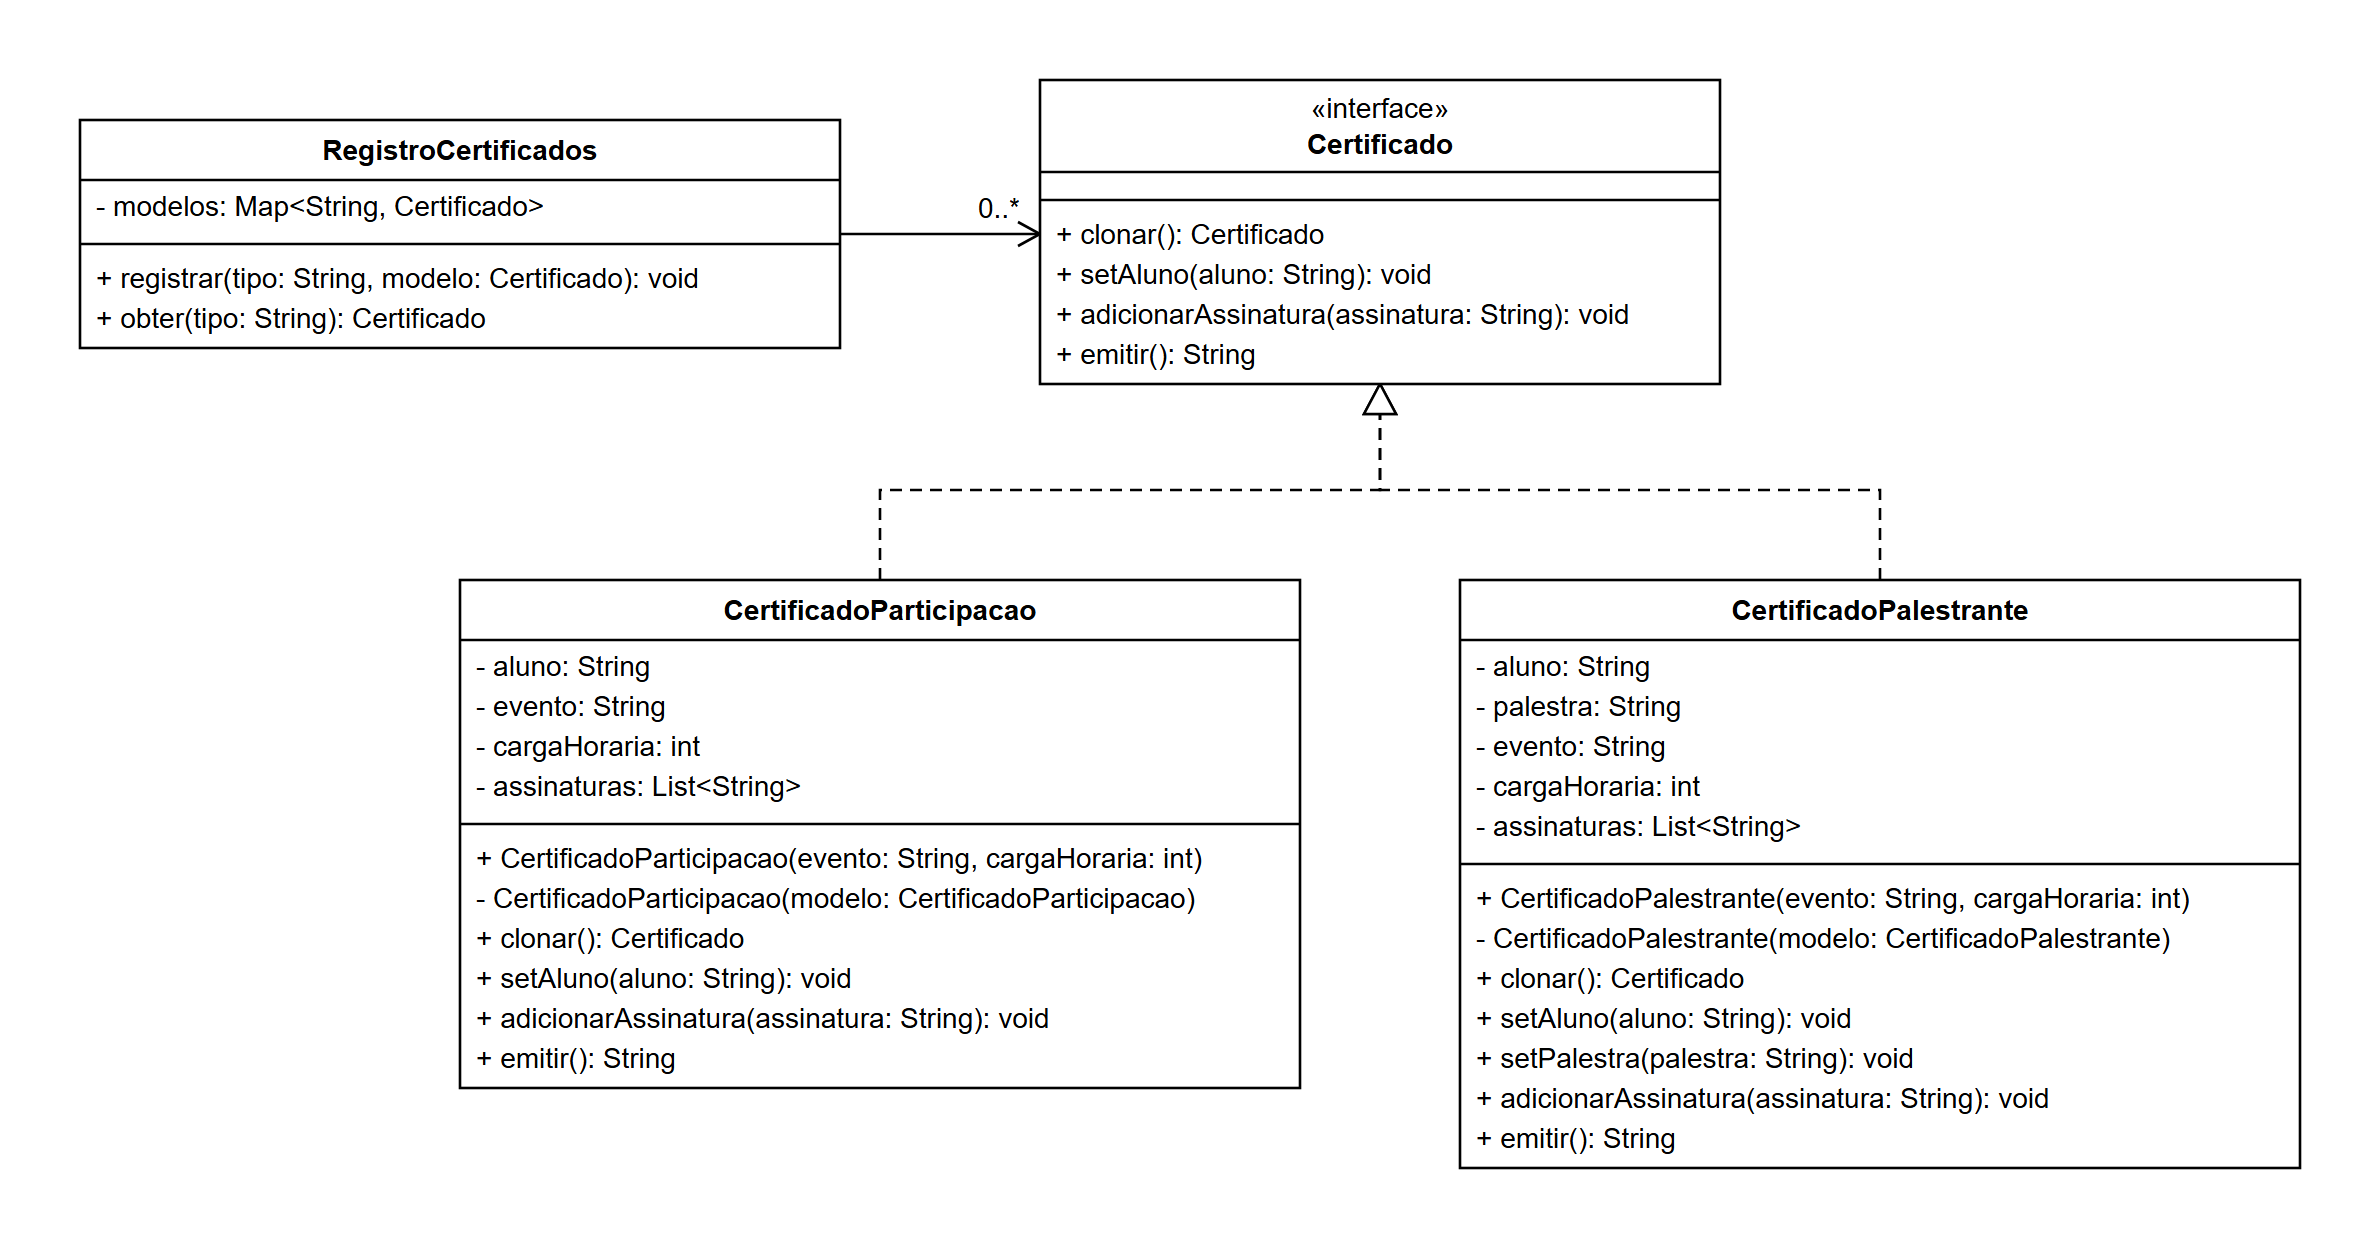 RegistroCertificados
- modelos: Map<String, Certificado>
+ registrar(tipo: String, modelo: Certificado): void
+ obter(tipo: String): Certificado
0..*
«interface»
Certificado
+ clonar(): Certificado
+ setAluno(aluno: String): void
+ adicionarAssinatura(assinatura: String): void
+ emitir(): String
CertificadoParticipacao
- aluno: String
- evento: String
- cargaHoraria: int
- assinaturas: List<String>
+ CertificadoParticipacao(evento: String, cargaHoraria: int)
- CertificadoParticipacao(modelo: CertificadoParticipacao)
+ clonar(): Certificado
+ setAluno(aluno: String): void
+ adicionarAssinatura(assinatura: String): void
+ emitir(): String
CertificadoPalestrante
- aluno: String
- palestra: String
- evento: String
- cargaHoraria: int
- assinaturas: List<String>
+ CertificadoPalestrante(evento: String, cargaHoraria: int)
- CertificadoPalestrante(modelo: CertificadoPalestrante)
+ clonar(): Certificado
+ setAluno(aluno: String): void
+ setPalestra(palestra: String): void
+ adicionarAssinatura(assinatura: String): void
+ emitir(): String